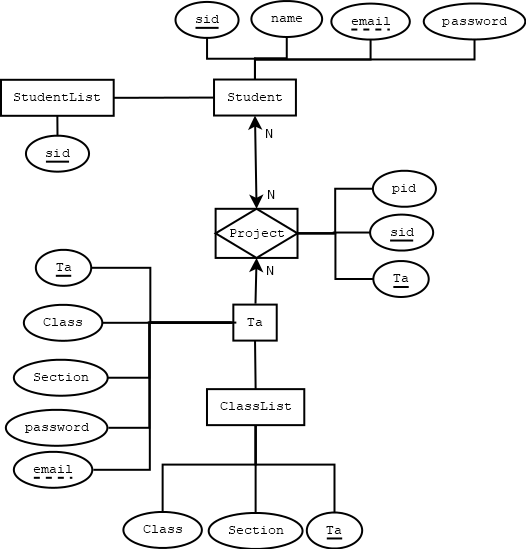 sid
name
email
password
StudentList
Student
sid
N
N
pid
Project
sid
N
Ta
Ta
Class
Ta
Section
ClassList
password
email
Class
Section
Ta